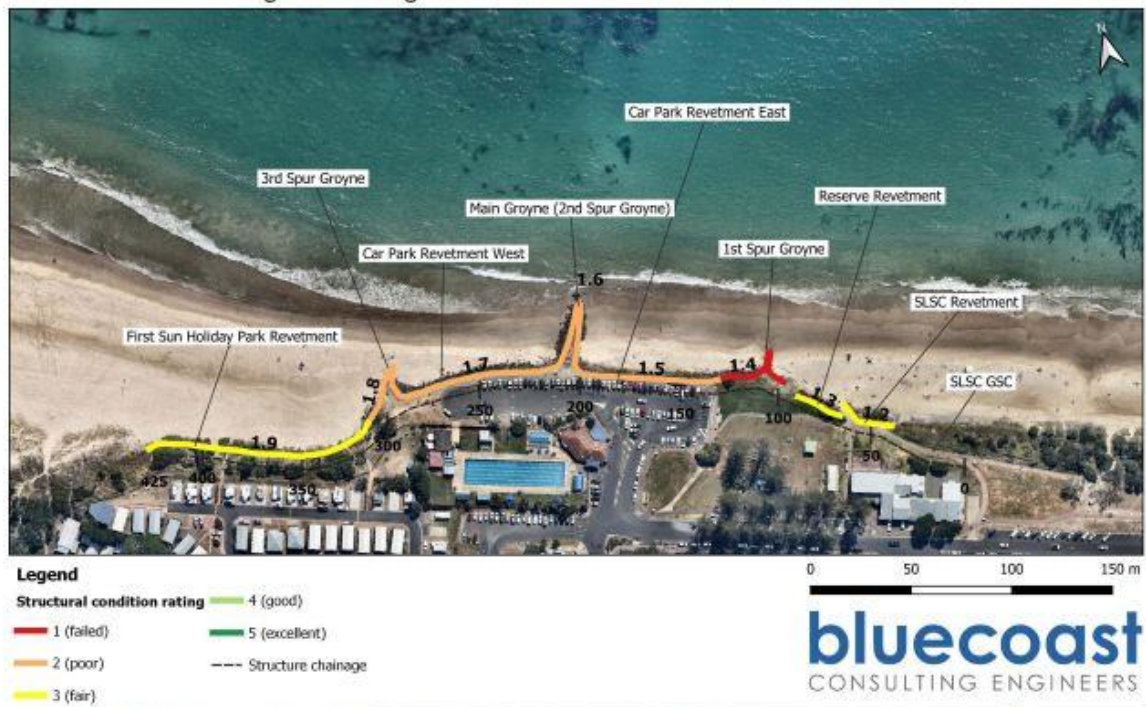 N
Car Park Revetment East
3rd Spur Groyne
Main Groyne (2nd Spur Groyne)
Reserve Revetment
Car Park Revetment West
1st Spur Groyne
1.6
SLSC Revetment
First Sun Holiday Park Revetment
1.7
1.5
1.4
SLSC GSC
1.8
1.3
1.2
250
200
150
100
1.9
300
50
425
400
350
0
Legend
Structural condition rating
1 (failed)
2 (poor)
3 (fair)
4 (good)
5 (excellent)
Structure chainage
0 50 100 150 m
bluecoast
CONSULTING ENGINEERS